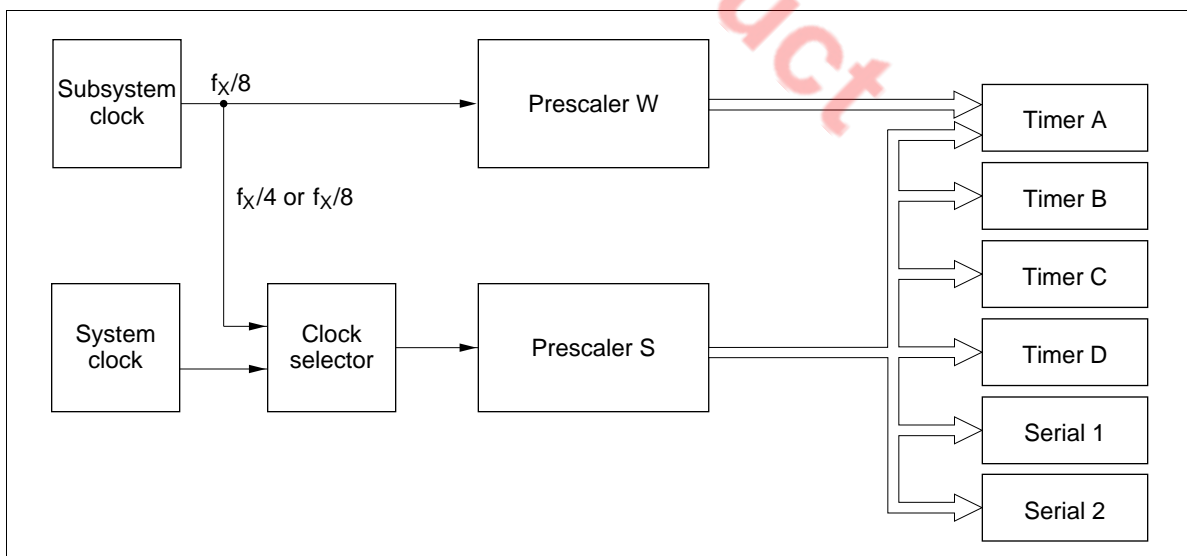 uct
Subsystem
clock
fX/8
Prescaler W
Timer A
Timer B
fX/4 or fX/8
Timer C
System
clock
Clock
selector
Prescaler S
Timer D
Serial 1
Serial 2